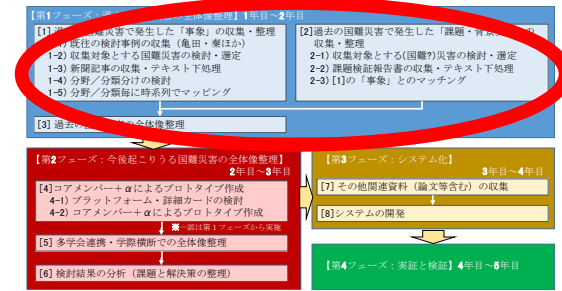 【第1フェーズ:過 の全体像整理】1年目～2年目
[1] 国難災害で発生した「事象」の収集・整理
既往の検討事例の収集(亀田・秦ほか)
1-2) 収集対象とする国難災害の検討・選定
1-3) 新聞記事の収集・テキスト下処理
1-4) 分野/分類分けの検討
1-5) 分野/分類毎に時系列でマッピング
[2]過去の国難災害で発生した「課題・背景 の
収集・整理
2-1) 収集対象とする(国難?)災害の検討・選定
2-2) 課題検証報告書の収集・テキスト下処理
2-3) [1]の「事象」とのマッチング
[3] 過去の の全体像整理
【第2フェーズ:今後起こりうる国難災害の全体像整理】
2年目～3年目
[4]コアメンバー+αによるプロトタイプ作成
4-1) プラットフォーム・詳細カードの検討
4-2) コアメンバー+αによるプロトタイプ作成
※一部は第1フェーズから実施
[5] 多学会連携・学際横断での全体像整理
[6] 検討結果の分析(課題と解決策の整理)
【第3フェーズ:システム化】
3年目～4年目
[7] その他関連資料(論文等含む)の収集
[8]システムの開発
【第4フェーズ:実証と検証】4年目～5年目